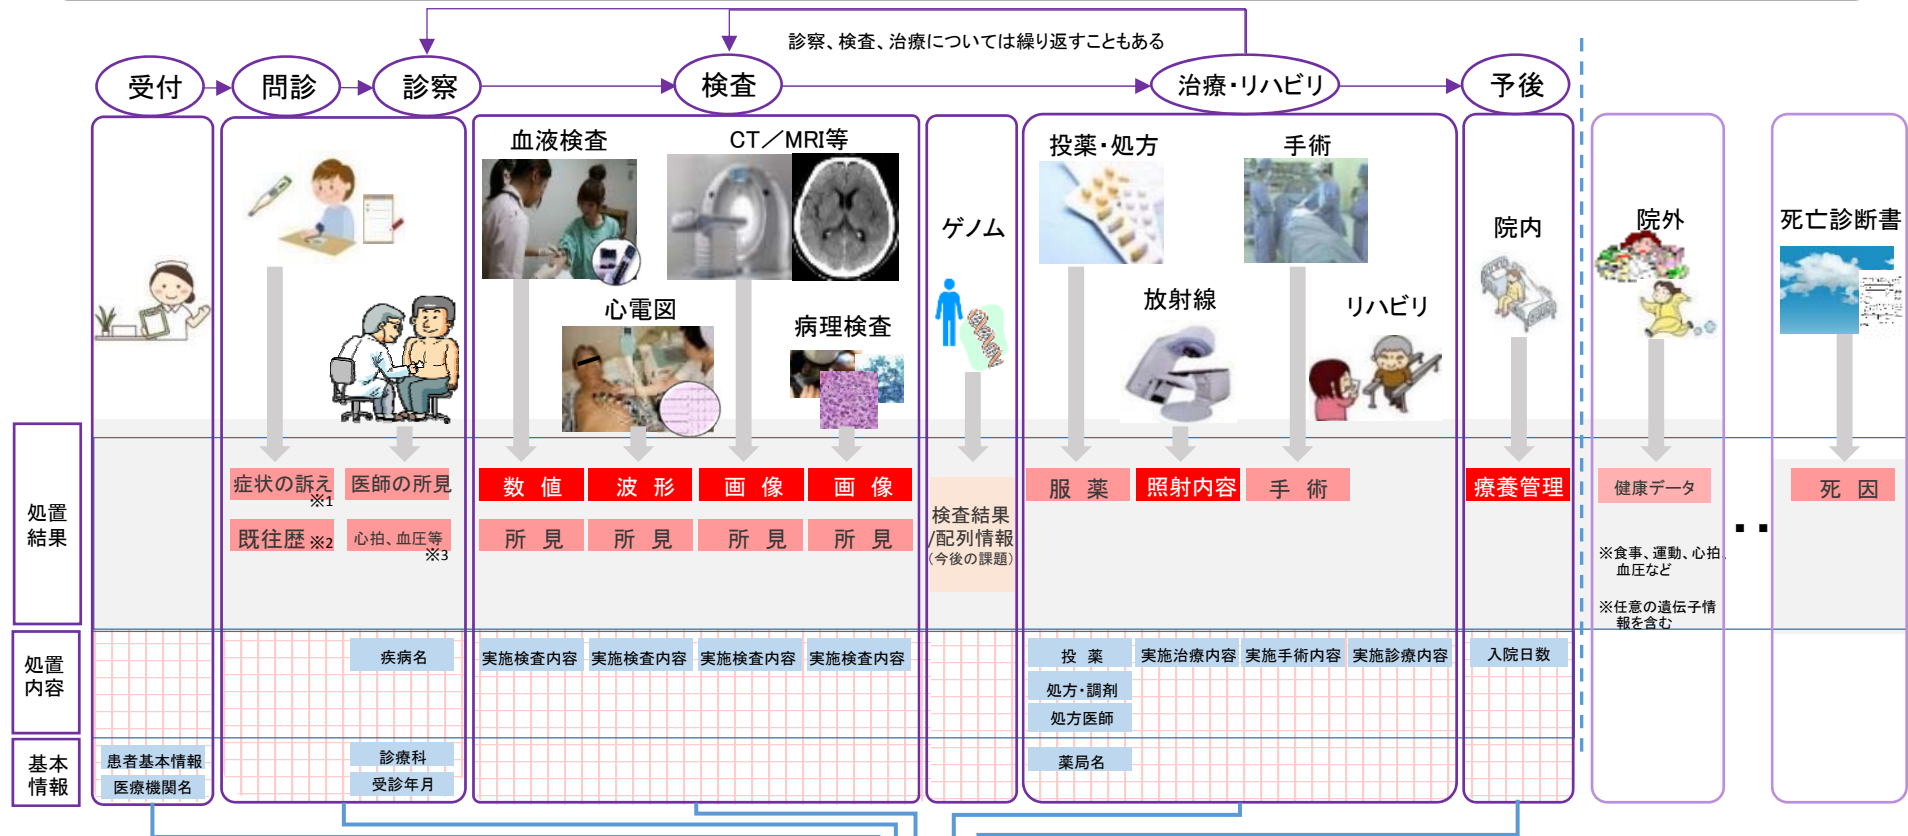 診察、検査、治療については繰り返すこともある
受付
問診
診察
検査
治療・リハビリ
予後
血液検査
CT／MRI等
心電図
病理検査
ゲノム
投薬・処方
手術
放射線
リハビリ
院内
院外
死亡診断書
処置
結果
症状の訴え
※1
医師の所見
既往歴※2
心拍、血圧等
※3
数 値
波 形
画 像
画 像
所 見
所 見
所 見
所 見
検査結果
/配列情報
(今後の課題)
服 薬
照射内容
手 術
療養管理
健康データ
※食事、運動、心拍、
血圧など
※任意の遺伝子情
報を含む
死 因
処置
内容
疾病名
実施検査内容
実施検査内容
実施検査内容
実施検査内容
投 薬
実施治療内容
実施手術内容
実施診療内容
入院日数
処方・調剤
処方医師
基本
情報
患者基本情報
医療機関名
診療科
受診年月
薬局名